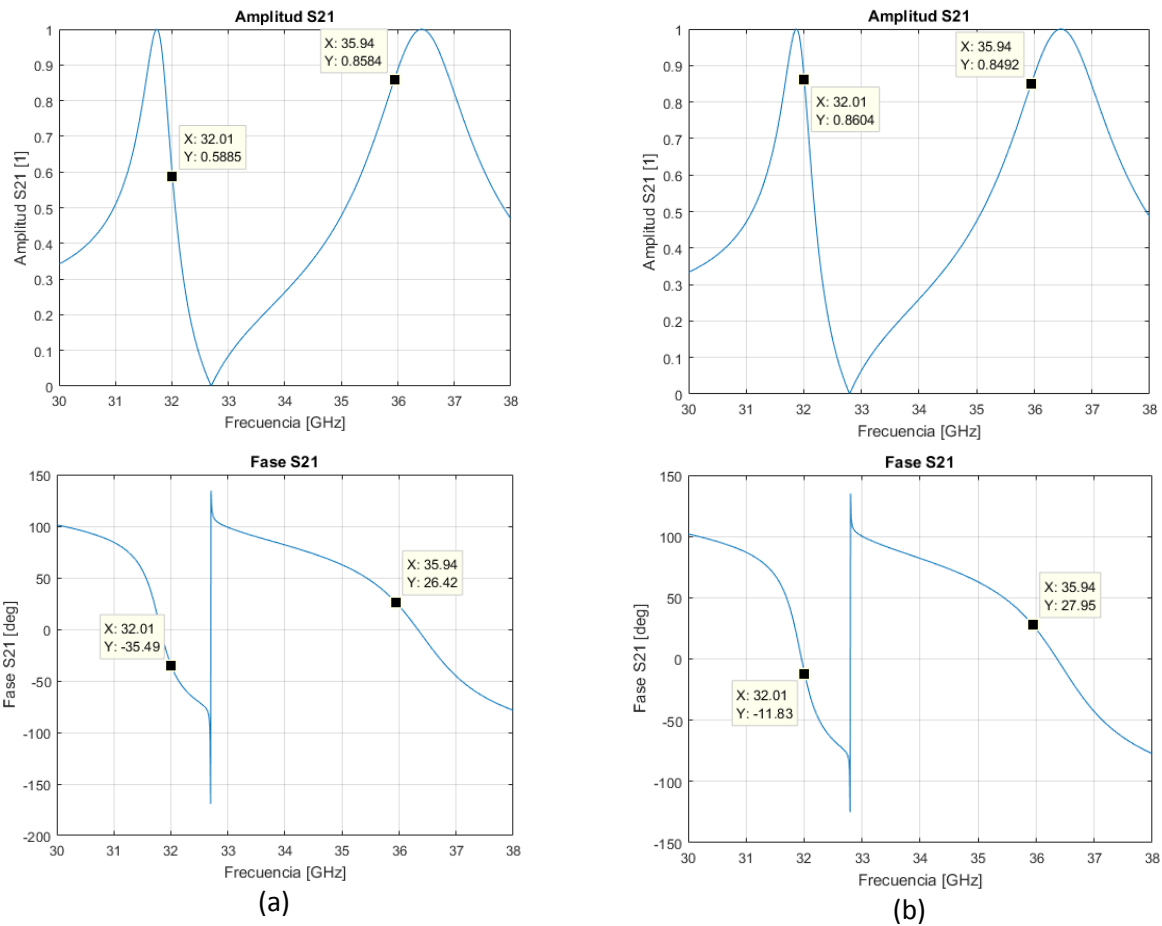 Amplitud S21
1
0.9
0.8
0.7
0.6
0.5
0.4
0.3
0.2
0.1
0
Amplitud S21 [1]
X: 35.94
Y: 0.8584
X: 32.01
Y: 0.5885
30
31
32
33
34
35
36
37
38
Frecuencia [GHz]
Fase S21
150
100
50
0
-50
-100
-150
-200
Fase S21 [deg]
X: 35.94
Y: 26.42
X: 32.01
Y: -35.49
30
31
32
33
34
35
36
37
38
Frecuencia [GHz]
(a)
Amplitud S21
1
0.9
0.8
0.7
0.6
0.5
0.4
0.3
0.2
0.1
0
Amplitud S21 [1]
X: 35.94
Y: 0.8492
X: 32.01
Y: 0.8604
30
31
32
33
34
35
36
37
38
Frecuencia [GHz]
Fase S21
150
100
50
0
-50
-100
-150
Fase S21 [deg]
X: 35.94
Y: 27.95
X: 32.01
Y: -11.83
30
31
32
33
34
35
36
37
38
Frecuencia [GHz]
(b)